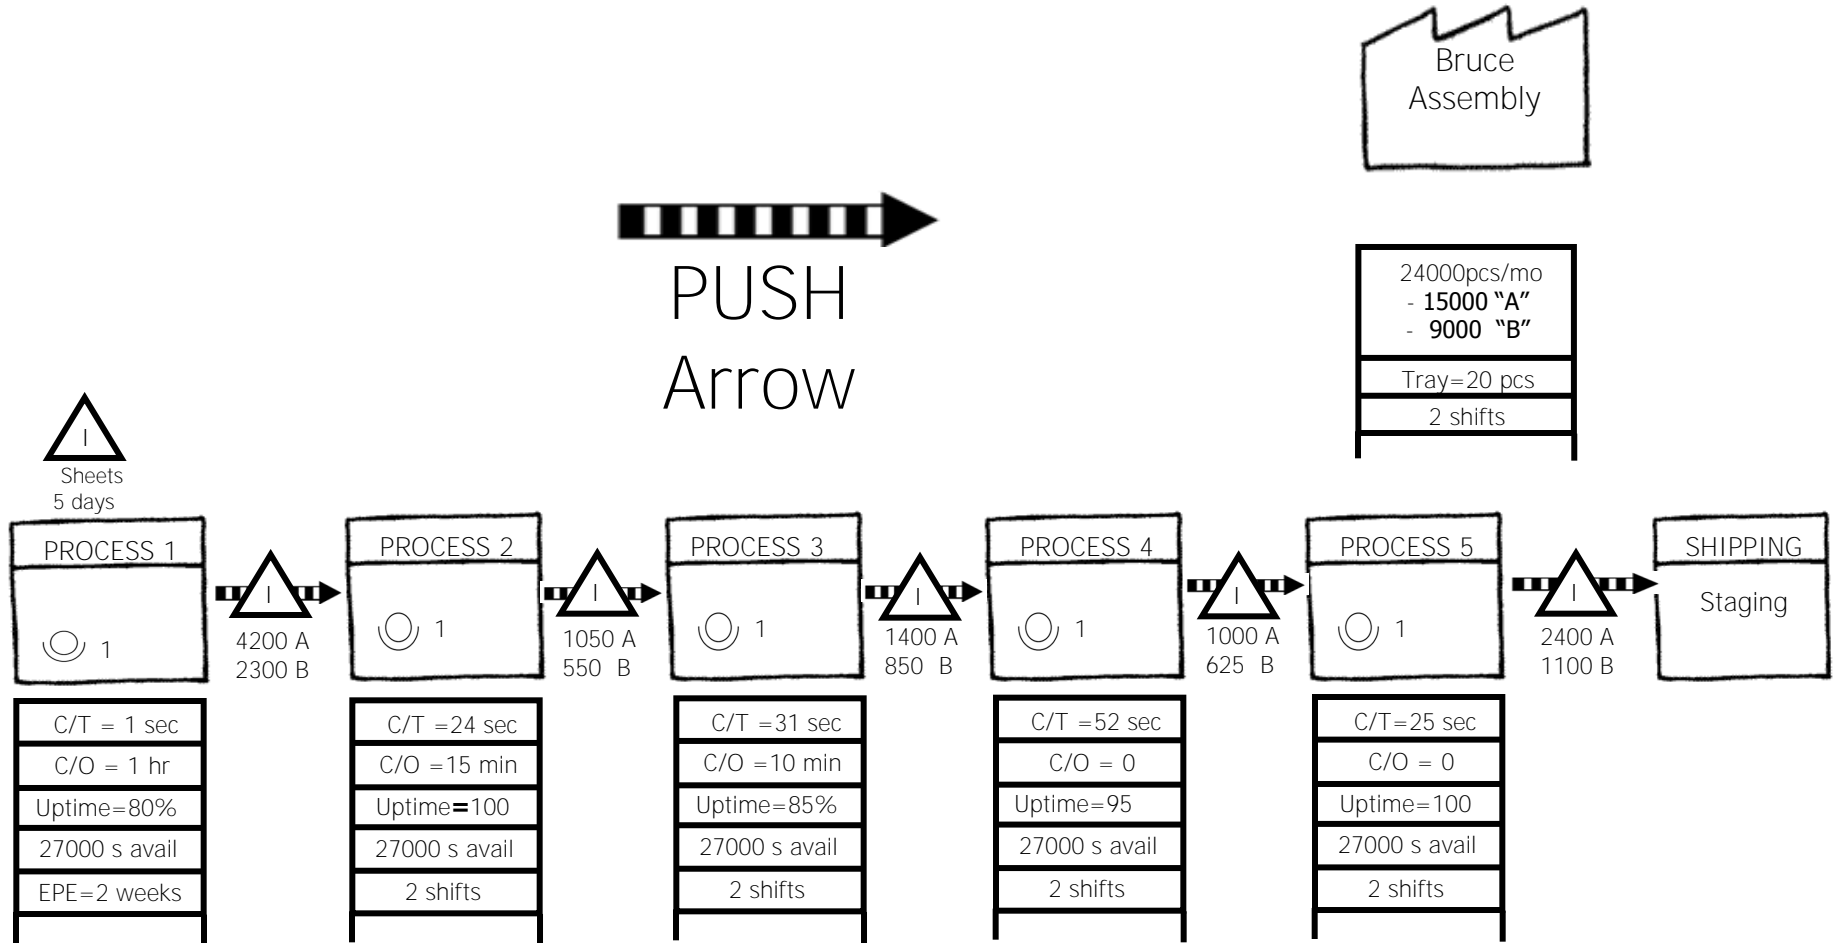 Bruce
Assembly
PUSH
Arrow
24000pcs/mo
- 15000 “A”
- 9000 “B”
Tray=20 pcs
2 shifts
I
Sheets
5 days
PROCESS 1
1
I
4200 A
2300 B
PROCESS 2
1
I
1050 A
550 B
PROCESS 3
1
I
1400 A
850 B
PROCESS 4
1
I
1000 A
625 B
PROCESS 5
1
I
2400 A
1100 B
SHIPPING
Staging
C/T = 1 sec
C/O = 1 hr
Uptime=80%
27000 s avail
EPE=2 weeks
C/T =24 sec
C/O =15 min
Uptime=100
27000 s avail
2 shifts
C/T =31 sec
C/O =10 min
Uptime=85%
27000 s avail
2 shifts
C/T =52 sec
C/O = 0
Uptime=95
27000 s avail
2 shifts
C/T=25 sec
C/O = 0
Uptime=100
27000 s avail
2 shifts